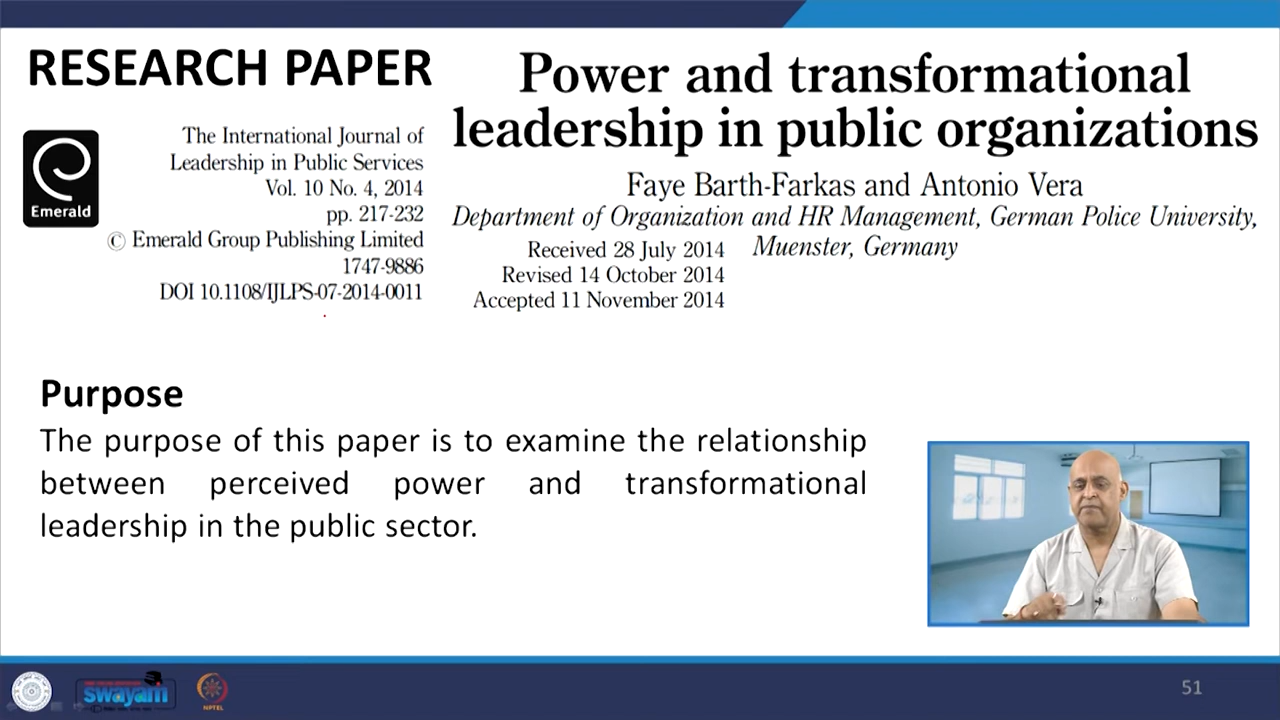 RESEARCH PAPER
Emerald
The International Journal of
Leadership in Public Services
Vol. 10 No. 4, 2014
pp. 217-232
© Emerald Group Publishing Limited
1747-9886
DOI 10.1108/IJLPS-07-2014-0011
Power and transformational
leadership in public organizations
Faye Barth-Farkas and Antonio Vera
Department of Organization and HR Management, German Police University,
Muenster, Germany
Received 28 July 2014
Revised 14 October 2014
Accepted 11 November 2014
Purpose
The purpose of this paper is to examine the relationship
between perceived power and transformational
leadership in the public sector.
swayam
NPTEL
51